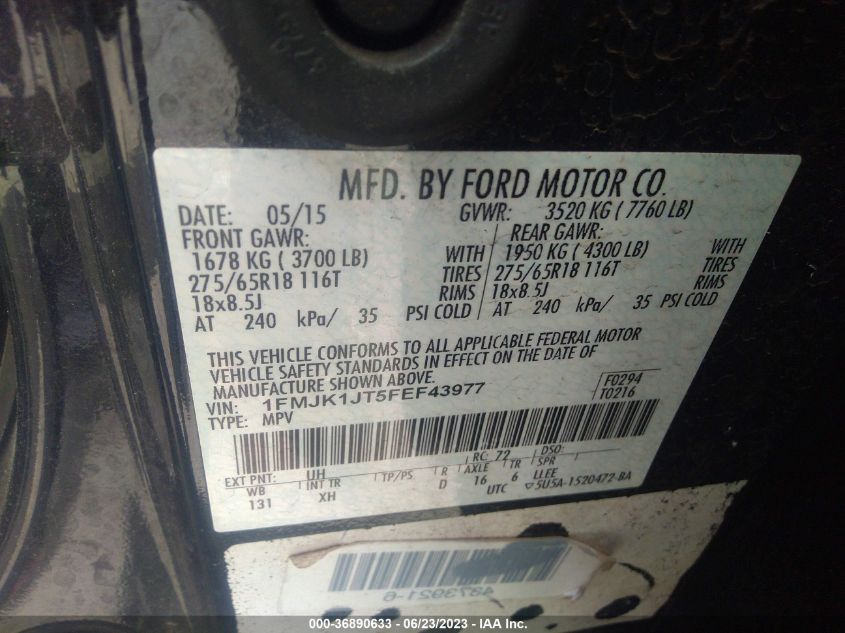 MFD. BY FORD MOTOR CO.
DATE: 05/15 GVWR: 3520 KG ( 7760 LB)
FRONT GAWR: REAR GAWR:
1678 KG ( 3700 LB) WITH 1950 KG ( 4300 LB) WITH
275/65R18 116T TIRES 275/65R18 116T TIRES
18x8.5J RIMS 18x8.5J RIMS
AT 240 kPa/ 35 PSI COLD AT 240 kPa/ 35 PSI COLD
THIS VEHICLE CONFORMS TO ALL APPLICABLE FEDERAL MOTOR
VEHICLE SAFETY STANDARDS IN EFFECT ON THE DATE OF
MANUFACTURE SHOWN ABOVE.
VIN: 1FMJK1JT5FEF43977 F0294
TYPE: MPV T0216
RC: 72 DSO:
EXT PNT: UH
WB INT TR TP/PS R AXLE TR SPR
131 XH D 16 6 LLEE
UTC ▽5U5A-1520472-BA
000-36890633 - 06/23/2023 - IAA Inc.